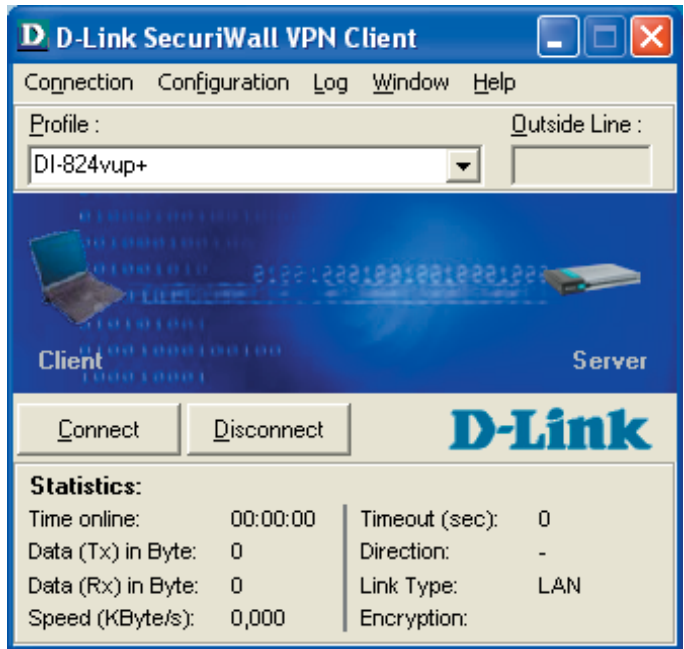 D D-Link SecuriWall VPN Client
Connection Configuration Log Window Help
Profile : Outside Line :
DI-824vup+
Client Server
Connect Disconnect D-Link
Statistics:
Time online: 00:00:00 Timeout (sec): 0
Data (Tx) in Byte: 0 Direction: -
Data (Rx) in Byte: 0 Link Type: LAN
Speed (KByte/s): 0,000 Encryption: